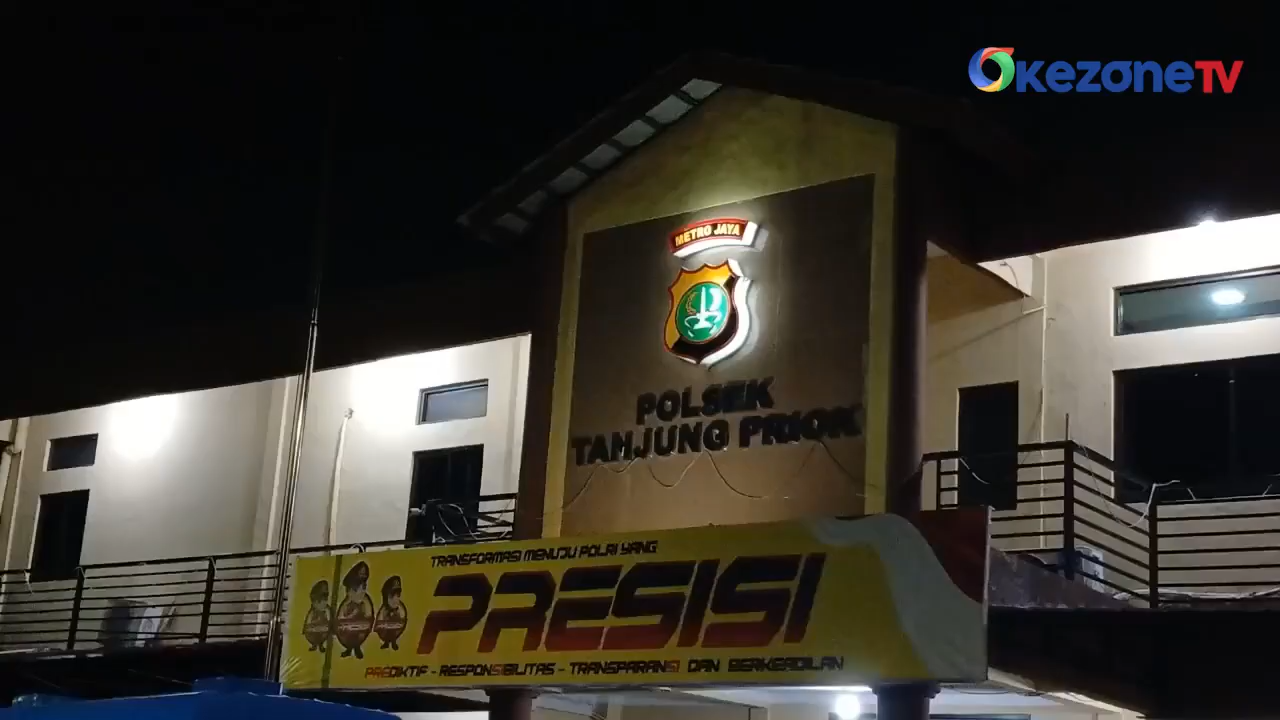 OkezoneTV
METRO JAYA
POLSEK
TANJUNG PRIOK
TRANSFORMASI MENUJU POLRI YANG
PRESISI
PREDIKTIF - RESPONSIBILITAS - TRANSPARANSI DAN BERKEADILAN